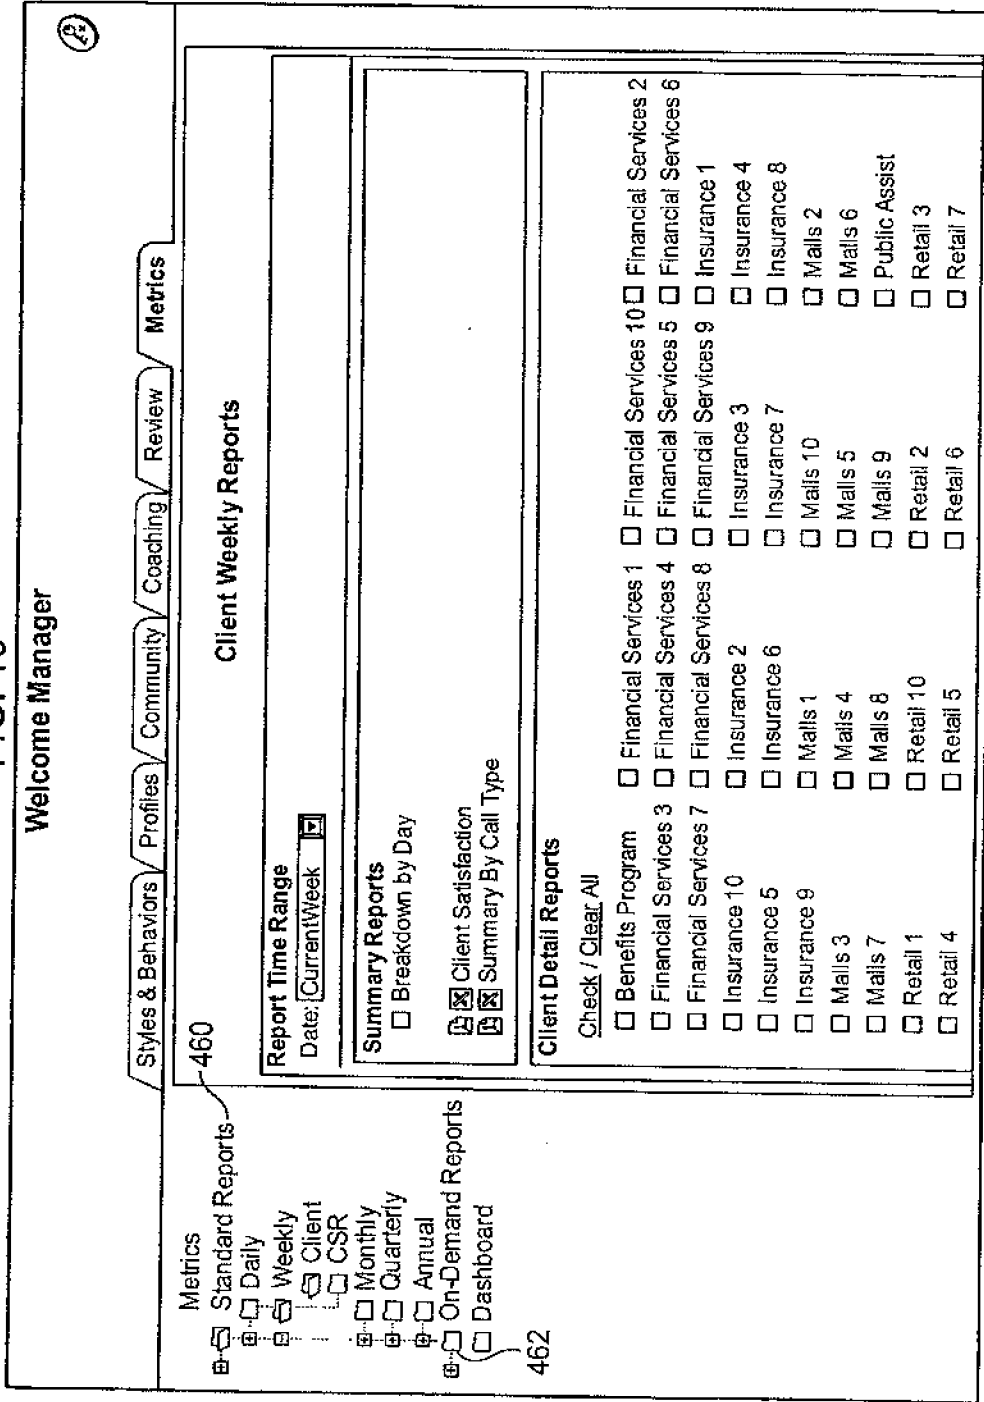 Welcome Manager
Styles & Behaviors Profiles Community Coaching Review Metrics
Metrics
Standard Reports 460
Daily
Weekly
Client
CSR
Monthly
Quarterly
Annual
On-Demand Reports
Dashboard
462
Client Weekly Reports
Report Time Range
Date: CurrentWeek
Summary Reports
Breakdown by Day
Client Satisfaction
Summary By Call Type
Client Detail Reports
Check / Clear All
Benefits Program Financial Services 1 Financial Services 10 Financial Services 2
Financial Services 3 Financial Services 4 Financial Services 5 Financial Services 6
Financial Services 7 Financial Services 8 Financial Services 9 Insurance 1
Insurance 10 Insurance 2 Insurance 3 Insurance 4
Insurance 5 Insurance 6 Insurance 7 Insurance 8
Insurance 9 Malls 1 Malls 10 Malls 2
Malls 3 Malls 4 Malls 5 Malls 6
Malls 7 Malls 8 Malls 9 Public Assist
Retail 1 Retail 10 Retail 2 Retail 3
Retail 4 Retail 5 Retail 6 Retail 7